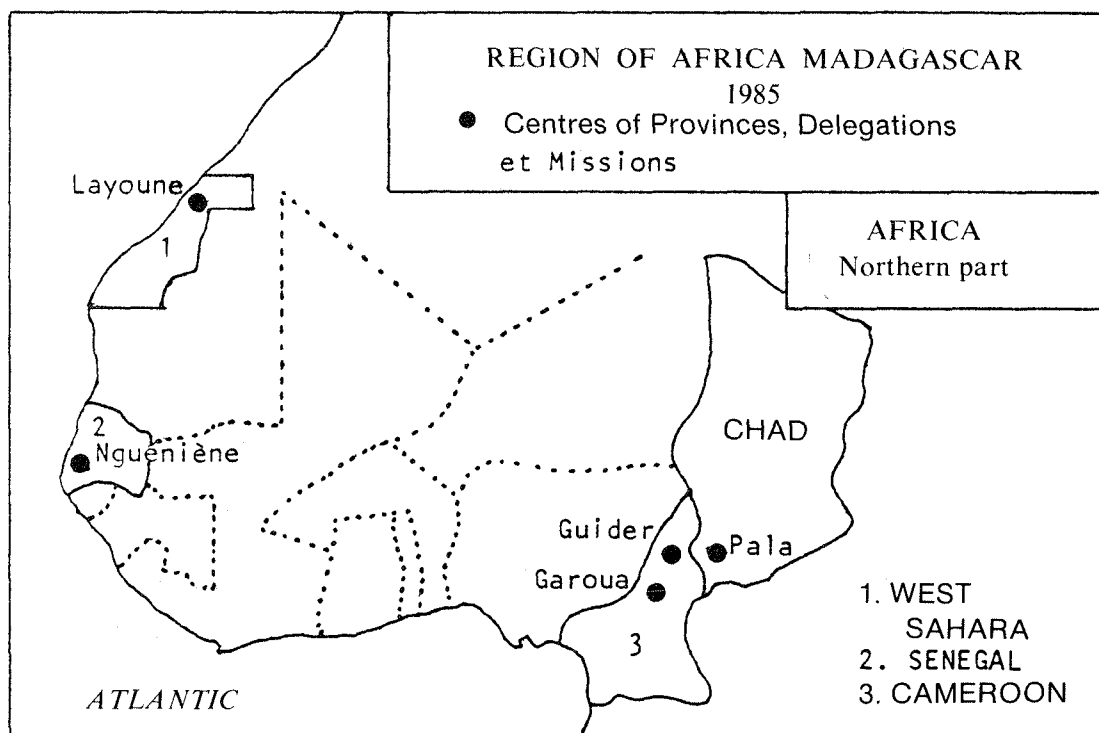 REGION OF AFRICA MADAGASCAR
1985
● Centres of Provinces, Delegations
et Missions
AFRICA
Northern part
Layoune
1
2
Nguéniène
CHAD
Guider
Pala
Garoua
3
1. WEST
SAHARA
2. SENEGAL
3. CAMEROON
ATLANTIC